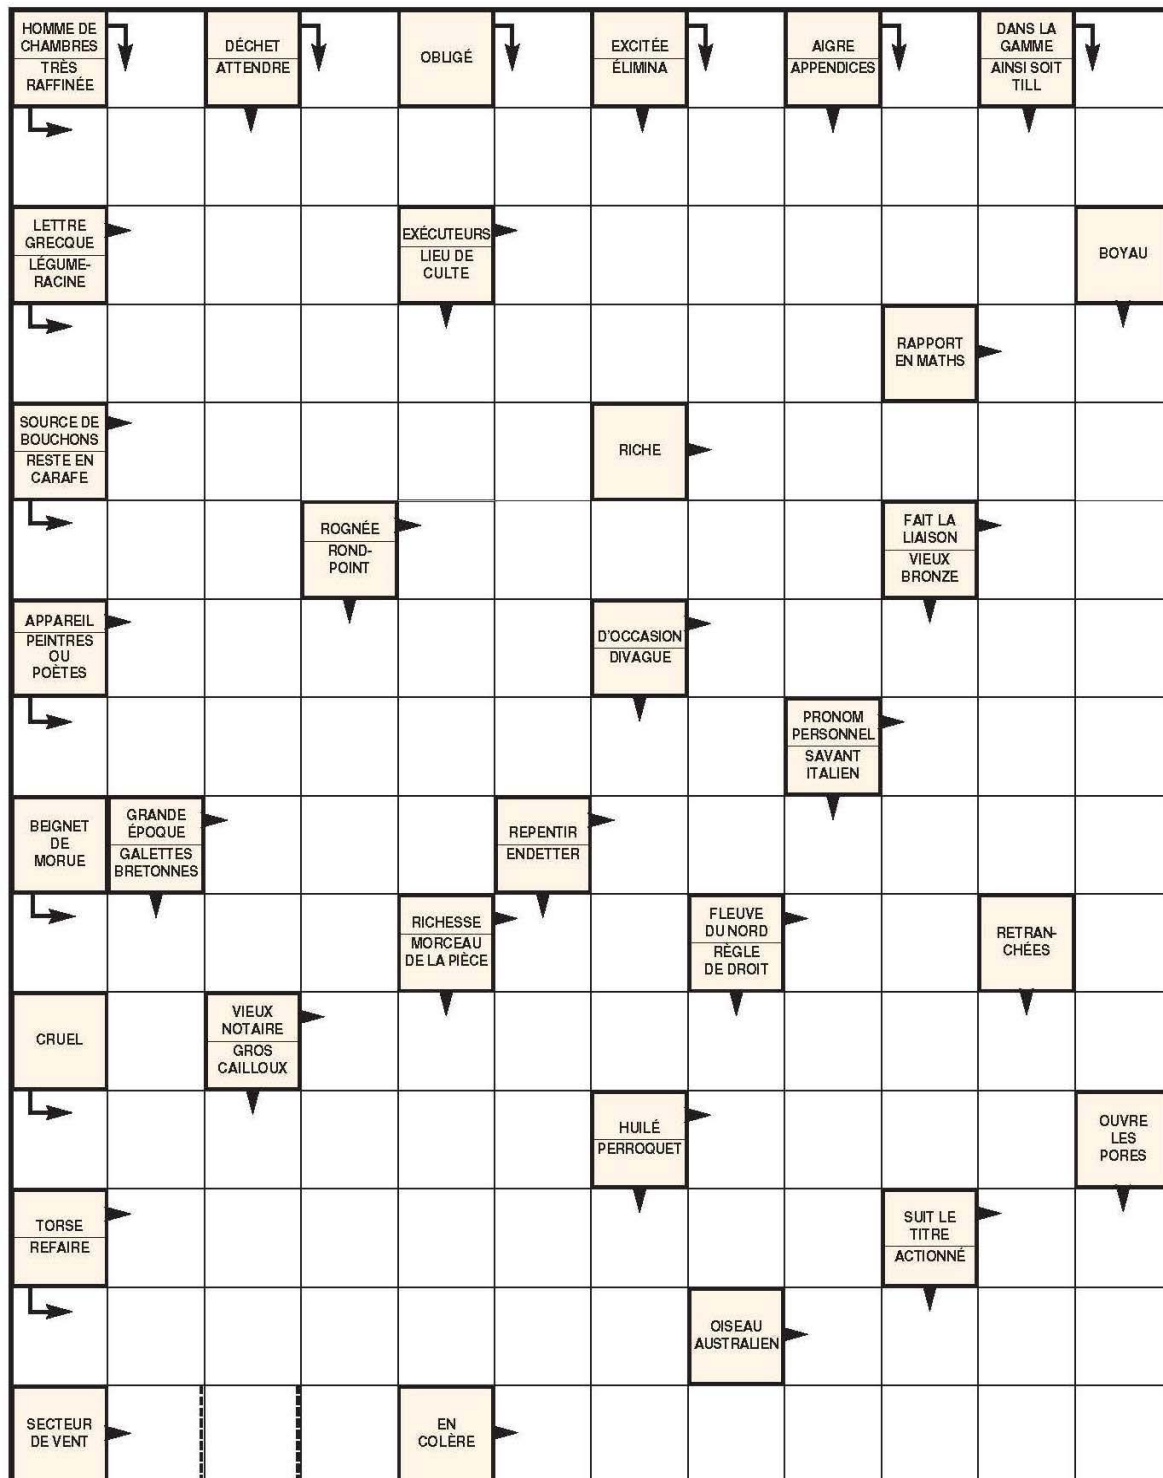 HOMME DE
CHAMBRES
TRÈS
RAFFINÉE
DÉCHET
ATTENDRE
OBLIGÉ
EXCITÉE
ÉLIMINA
AIGRE
APPENDICES
DANS LA
GAMME
AINSI SOIT
TILL
LETTRE
GRECQUE
LÉGUME-
RACINE
EXÉCUTEURS
LIEU DE
CULTE
BOYAU
RAPPORT
EN MATHS
SOURCE DE
BOUCHONS
RESTE EN
CARAFE
RICHE
ROGNÉE
ROND-
POINT
FAIT LA
LIAISON
VIEUX
BRONZE
APPAREIL
PEINTRES
OU
POÈTES
D'OCCASION
DIVAGUE
PRONOM
PERSONNEL
SAVANT
ITALIEN
BEIGNET
DE
MORUE
GRANDE
ÉPOQUE
GALETTES
BRETONNES
REPENTIR
ENDETTER
RICHESSE
MORCEAU
DE LA PIÈCE
FLEUVE
DU NORD
RÈGLE
DE DROIT
RETRAN-
CHÉES
CRUEL
VIEUX
NOTAIRE
GROS
CAILLOUX
HUILÉ
PERROQUET
OUVRE
LES
PORES
TORSE
REFAIRE
SUIT LE
TITRE
ACTIONNÉ
OISEAU
AUSTRALIEN
SECTEUR
DE VENT
EN
COLÈRE